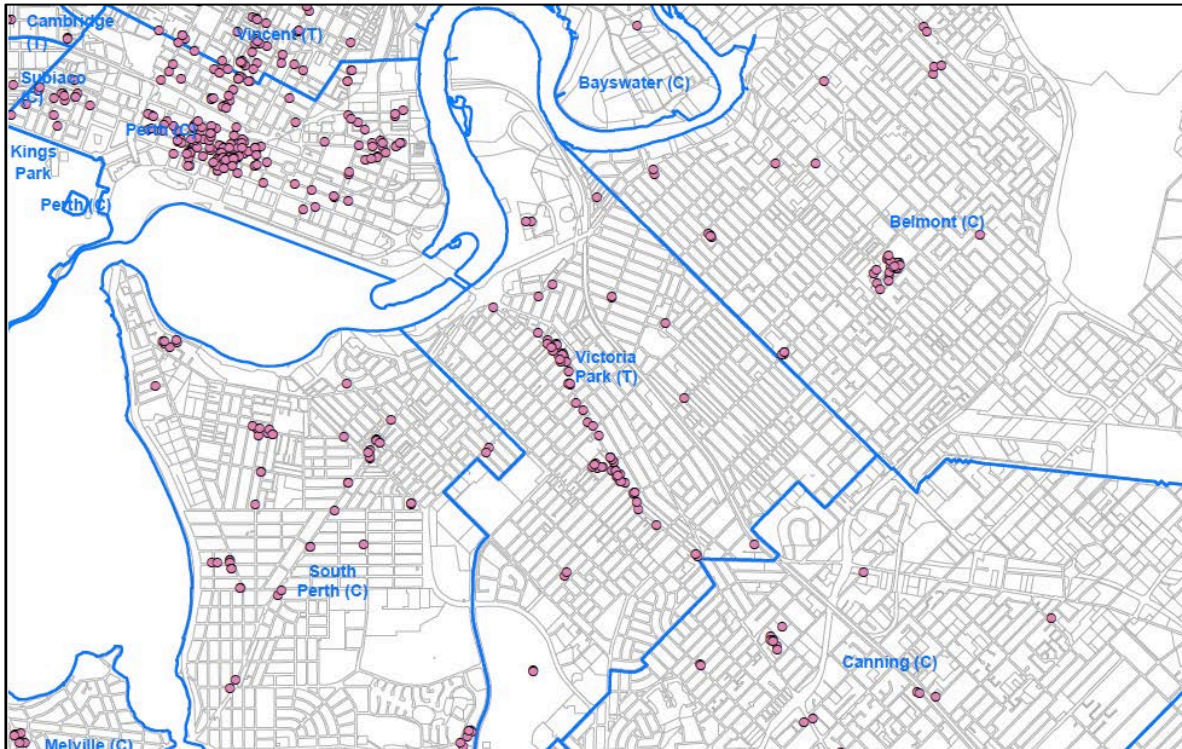 Cambridge
(T)
Vincent (T)
Subiaco
(C)
Bayswater (C)
Perth (C)
Kings
Park
Perth (C)
Belmont (C)
Victoria
Park (T)
South
Perth (C)
Canning (C)
Melville (C)